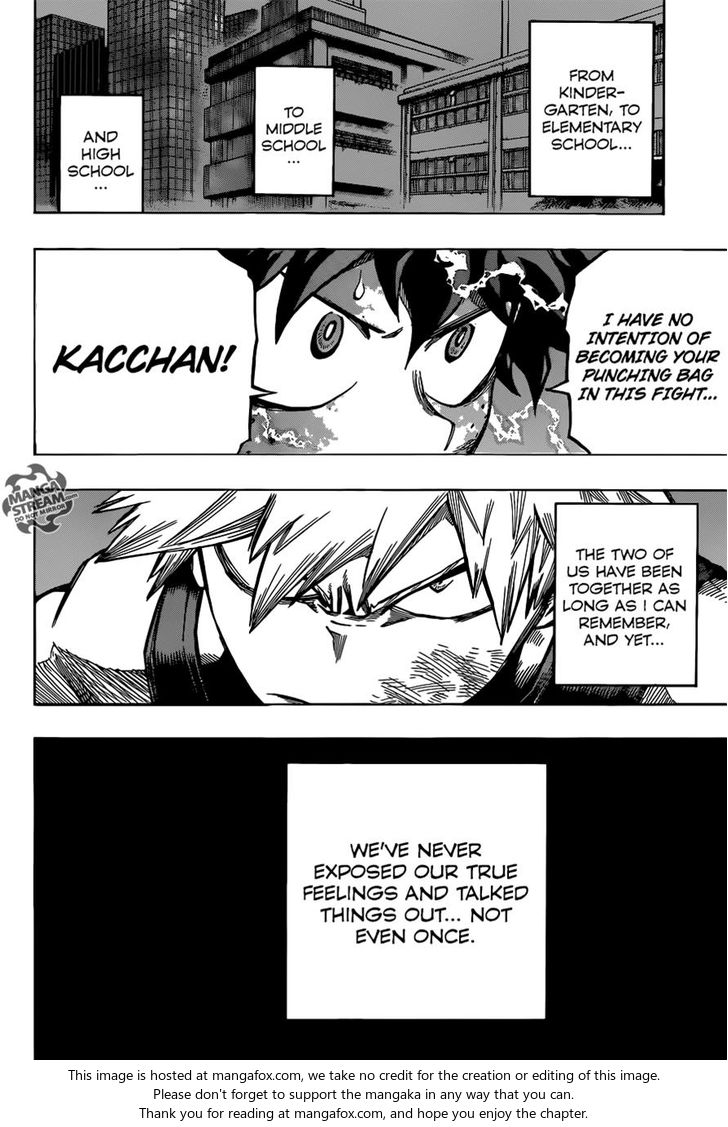 FROM
KINDER-
GARTEN, TO
ELEMENTARY
SCHOOL...
TO
MIDDLE
SCHOOL
...
AND
HIGH
SCHOOL
...
I HAVE NO
INTENTION OF
BECOMING YOUR
PUNCHING BAG
IN THIS FIGHT...
KACCHAN!
MANGA
STREAM.com
DO NOT MIRROR
THE TWO OF
US HAVE BEEN
TOGETHER AS
LONG AS I CAN
REMEMBER,
AND YET...
WE'VE NEVER
EXPOSED OUR TRUE
FEELINGS AND TALKED
THINGS OUT... NOT
EVEN ONCE.
This image is hosted at mangafox.com, we take no credit for the creation or editing of this image.
Please don't forget to support the mangaka in any way that you can.
Thank you for reading at mangafox.com, and hope you enjoy the chapter.